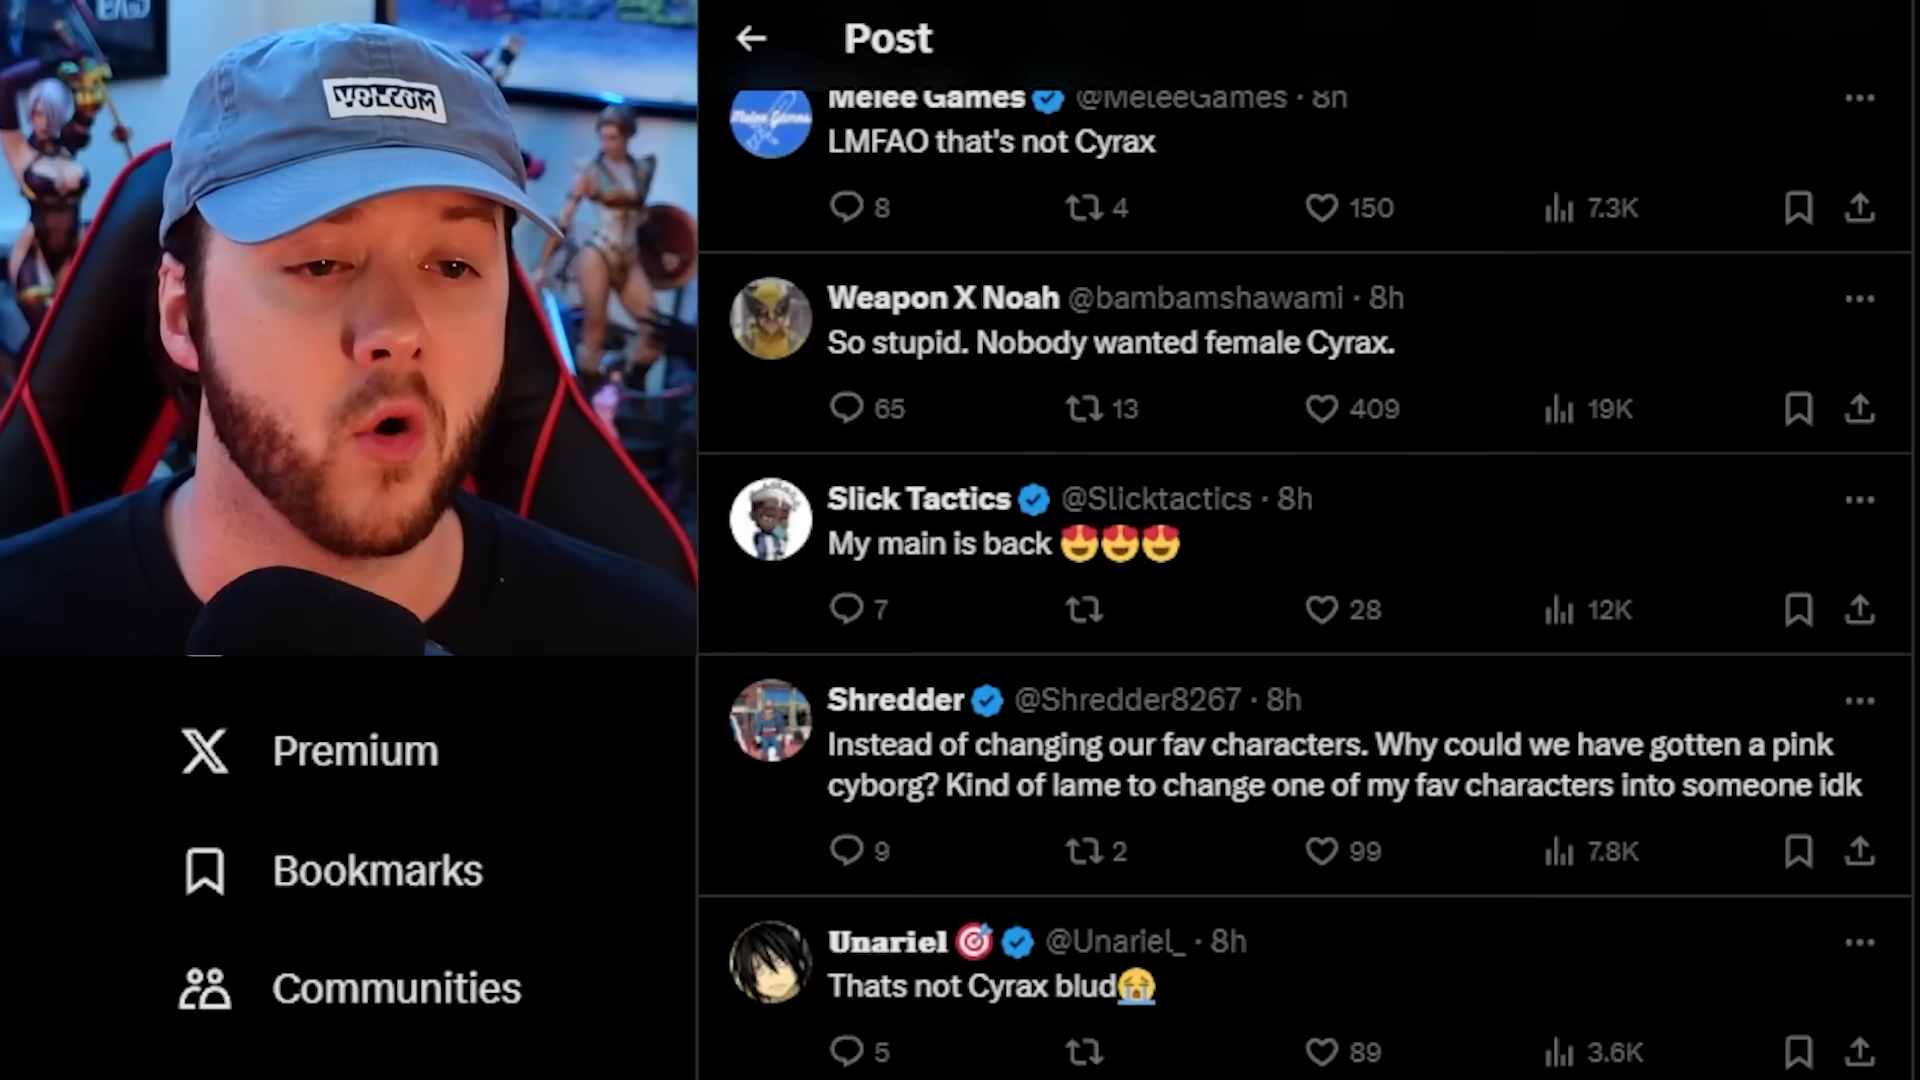 VOLCOM
Post
Melee Games @MeleeGames · 8h
Melee Games
LMFAO that's not Cyrax
8 4 150 7.3K
Weapon X Noah @bambamshawami · 8h
So stupid. Nobody wanted female Cyrax.
65 13 409 19K
Slick Tactics @Slicktactics · 8h
My main is back 😍😍😍
7 28 12K
Shredder @Shredder8267 · 8h
Instead of changing our fav characters. Why could we have gotten a pink
cyborg? Kind of lame to change one of my fav characters into someone idk
9 2 99 7.8K
Unariel 🎯 @Unariel_ · 8h
Thats not Cyrax blud😭
5 89 3.6K
Premium
Bookmarks
Communities